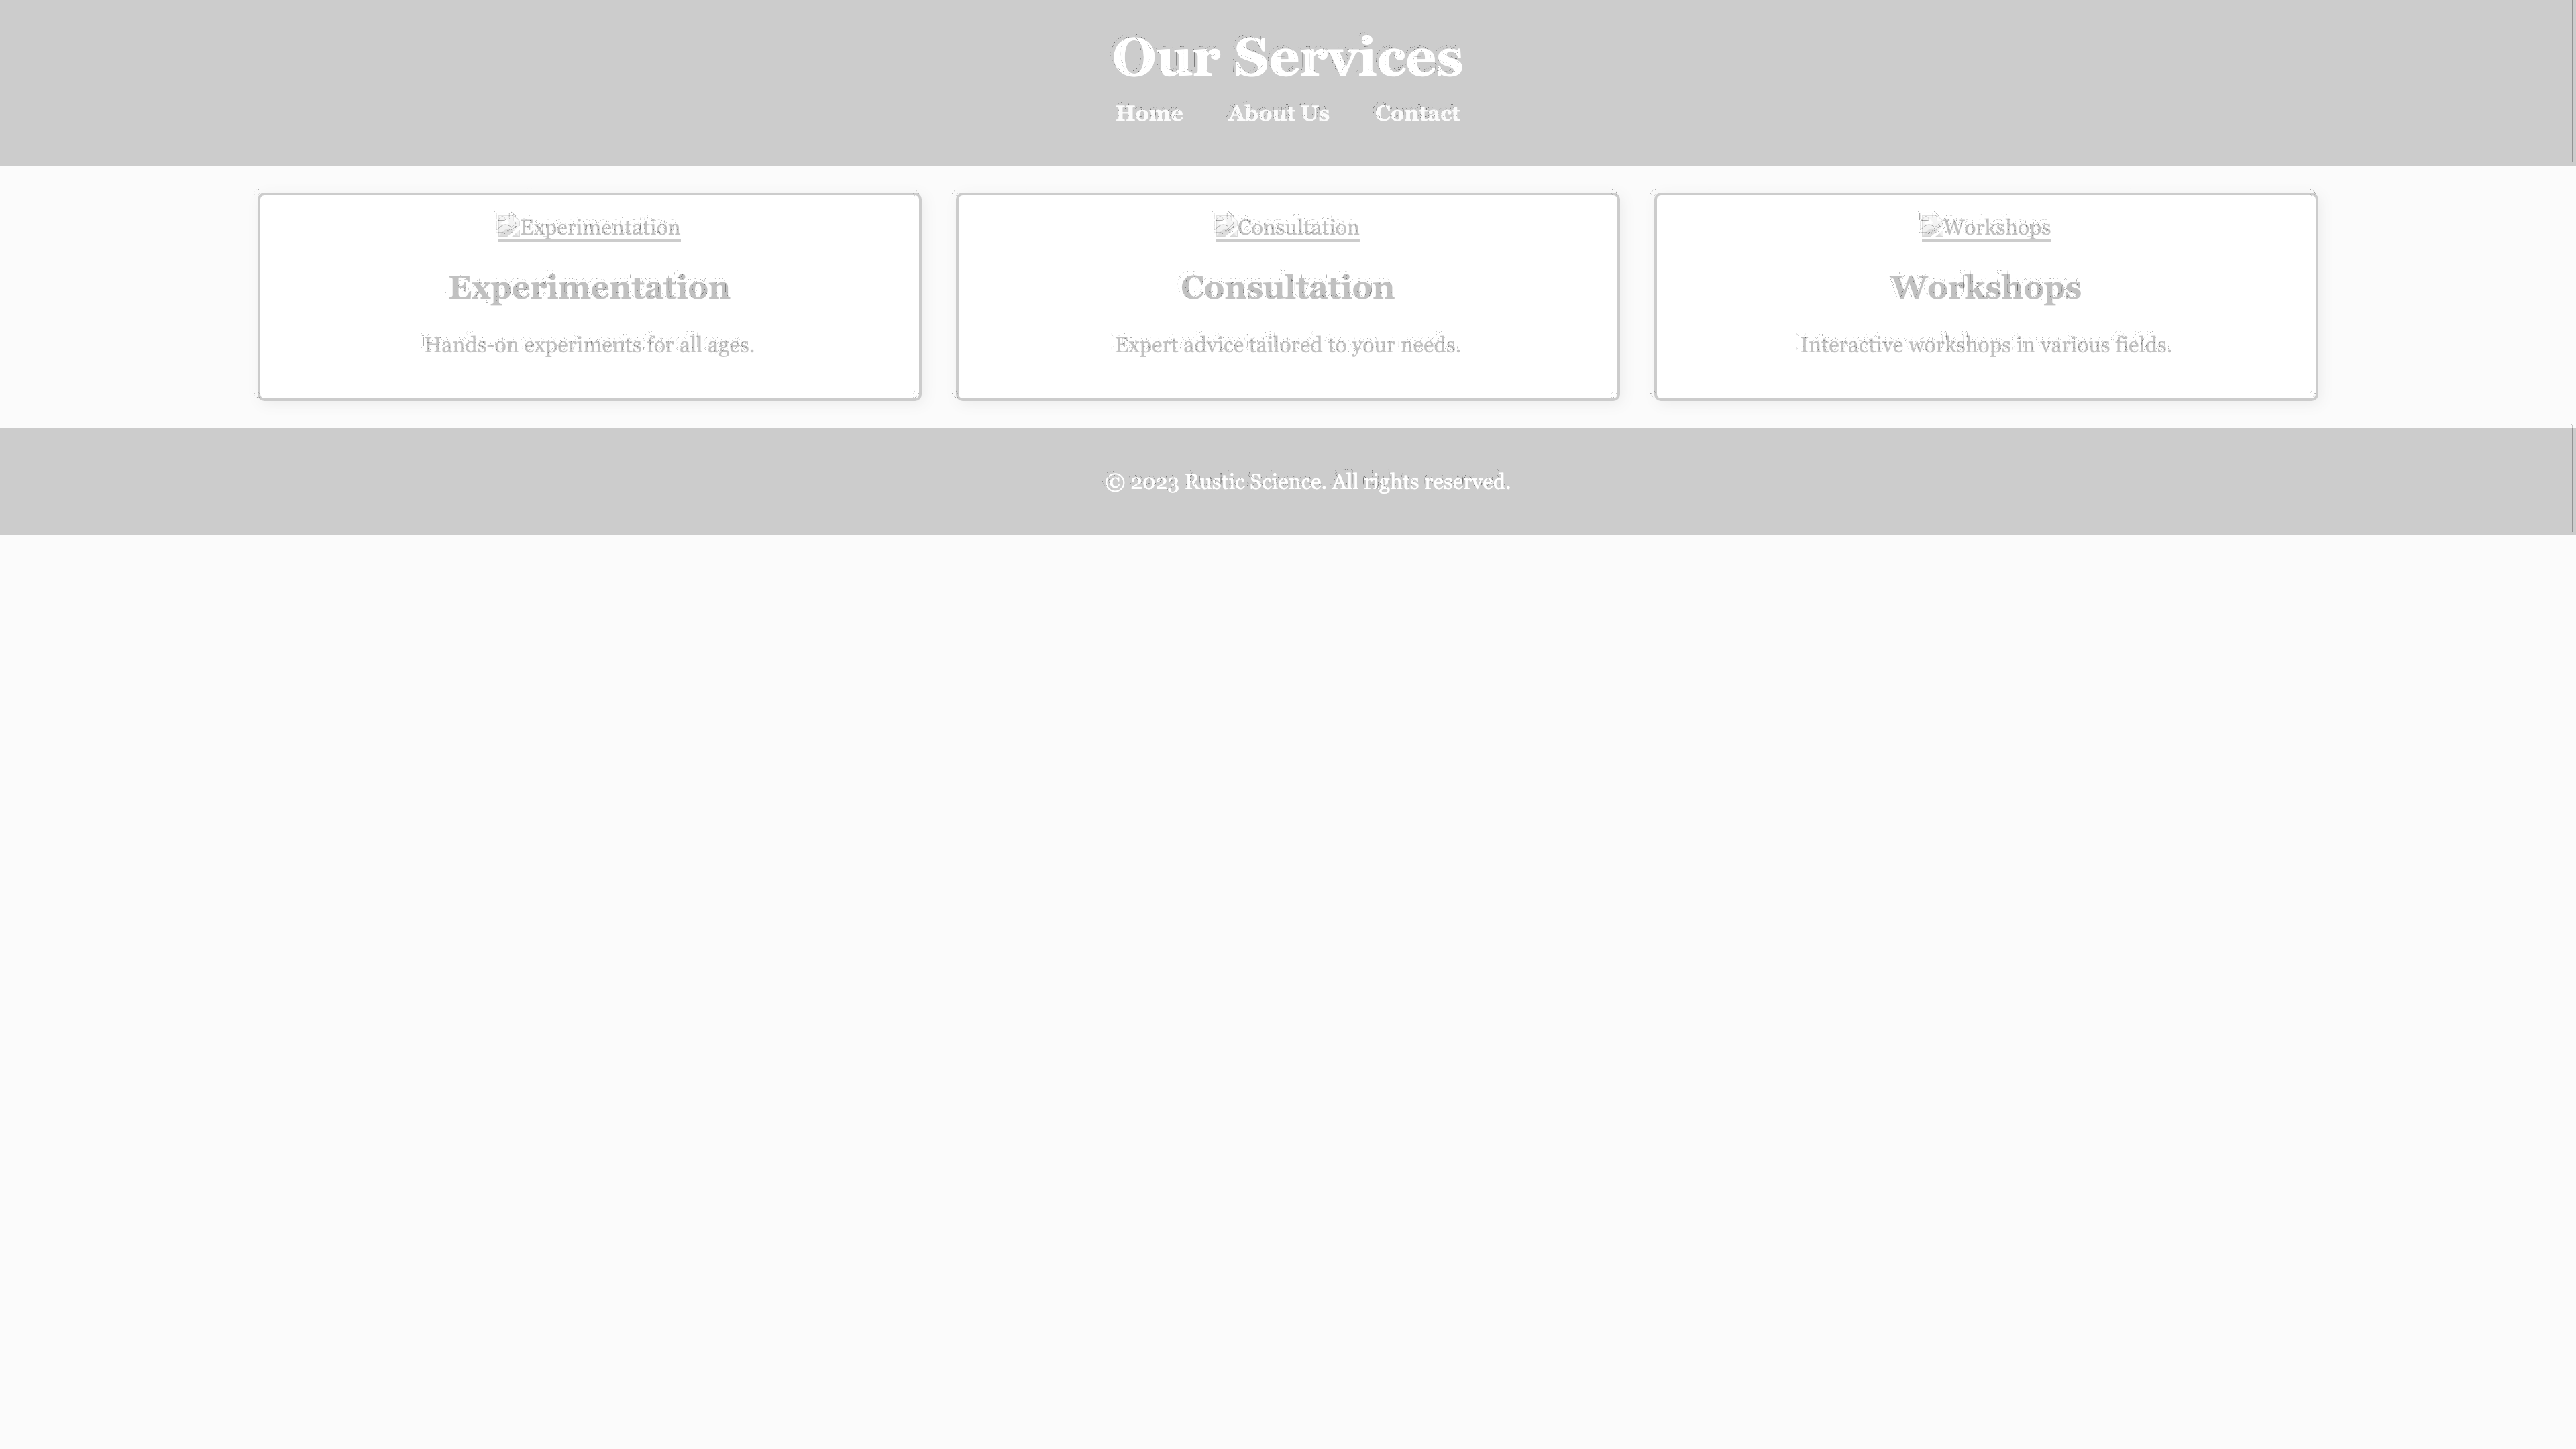 Our Services
Home About Us Contact
Experimentation
Experimentation
Hands-on experiments for all ages.
Consultation
Consultation
Expert advice tailored to your needs.
Workshops
Workshops
Interactive workshops in various fields.
© 2023 Rustic Science. All rights reserved.